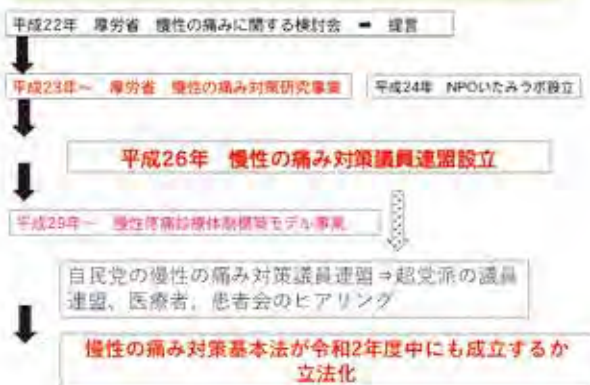 平成22年　厚労省　慢性の痛みに関する検討会　➡　提言
平成23年～　厚労省　慢性の痛み対策研究事業
平成24年　NPOいたみラボ設立
平成26年　慢性の痛み対策議員連盟設立
平成29年～　慢性疼痛診療体制構築モデル事業
自民党の慢性の痛み対策議員連盟⇒超党派の議員
連盟、医療者，患者会のヒアリング
慢性の痛み対策基本法が令和2年度中にも成立するか
立法化